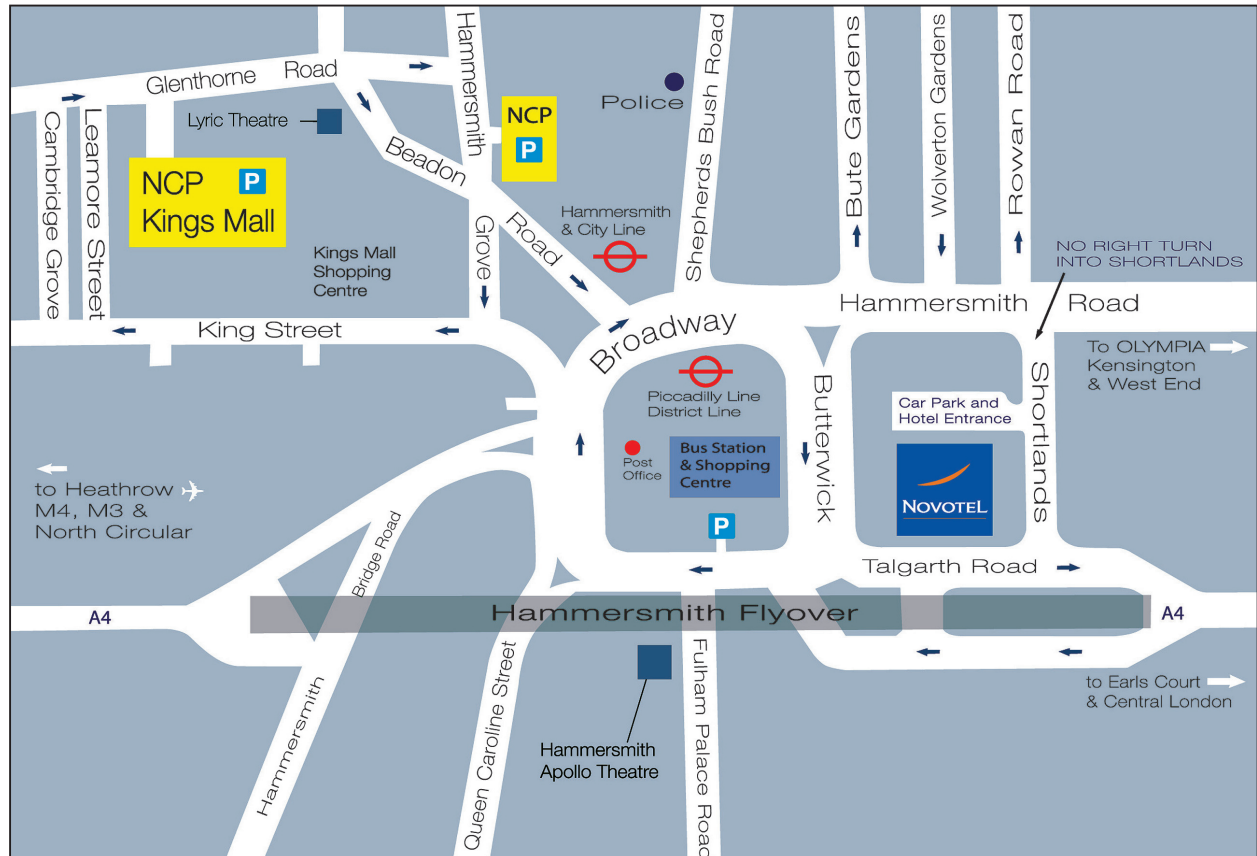 Glenthorne Road
Hammersmith
Grove
Lyric Theatre
Cambridge Grove
Leamore Street
NCP P
Kings Mall
NCP
P
Beadon
Road
Police
Shepherds Bush Road
Bute Gardens
Wolverton Gardens
Rowan Road
Hammersmith
& City Line
Kings Mall
Shopping
Centre
NO RIGHT TURN
INTO SHORTLANDS
King Street
Broadway
Hammersmith Road
To OLYMPIA
Kensington
& West End
Piccadilly Line
District Line
Butterwick
Shortlands
Car Park and
Hotel Entrance
Post
Office
Bus Station
& Shopping
Centre
NOVOTEL
to Heathrow
M4, M3 &
North Circular
P
Bridge Road
Talgarth Road
A4
Hammersmith Flyover
A4
Hammersmith
Queen Caroline Street
Fulham Palace Road
to Earls Court
& Central London
Hammersmith
Apollo Theatre